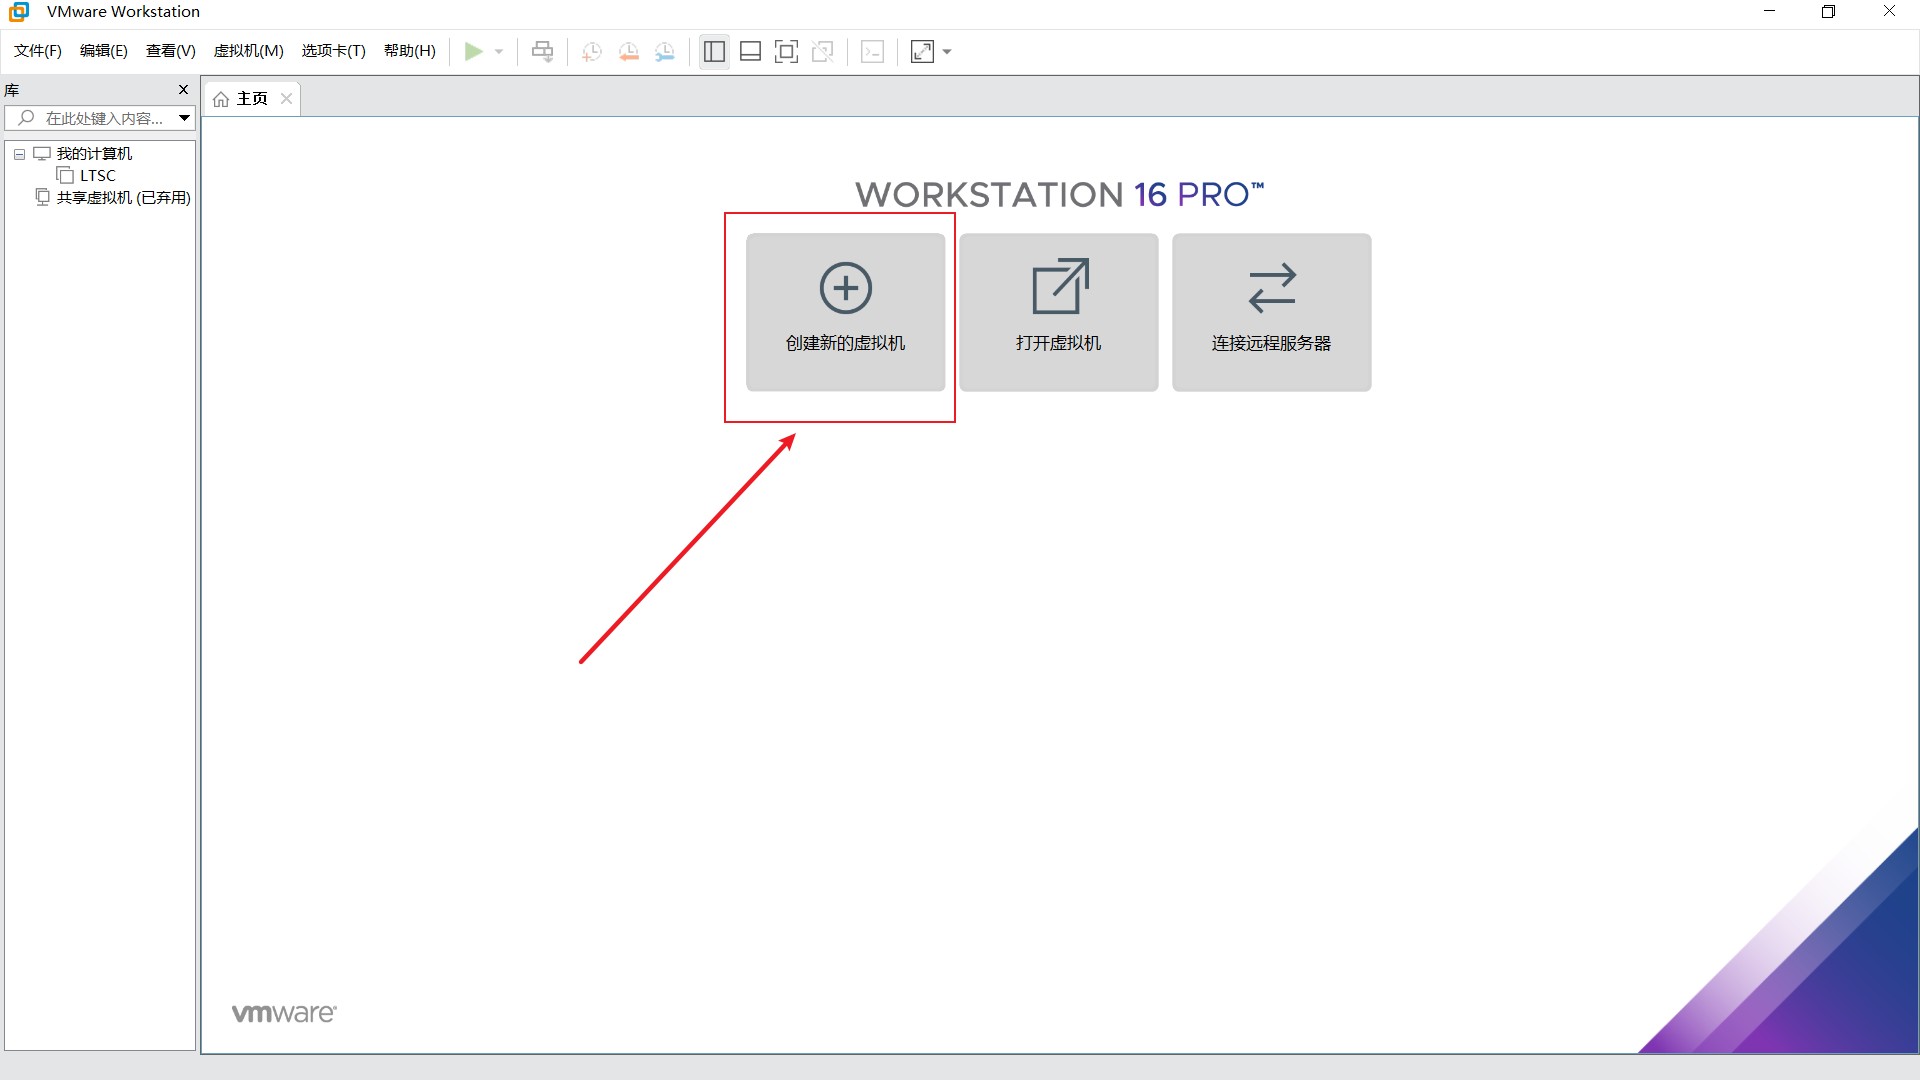 VMware Workstation
文件(F) 编辑(E) 查看(V) 虚拟机(M) 选项卡(T) 帮助(H)
库
主页
在此处键入内容...
我的计算机
LTSC
共享虚拟机 (已弃用)
WORKSTATION 16 PRO™
创建新的虚拟机
打开虚拟机
连接远程服务器
vmware